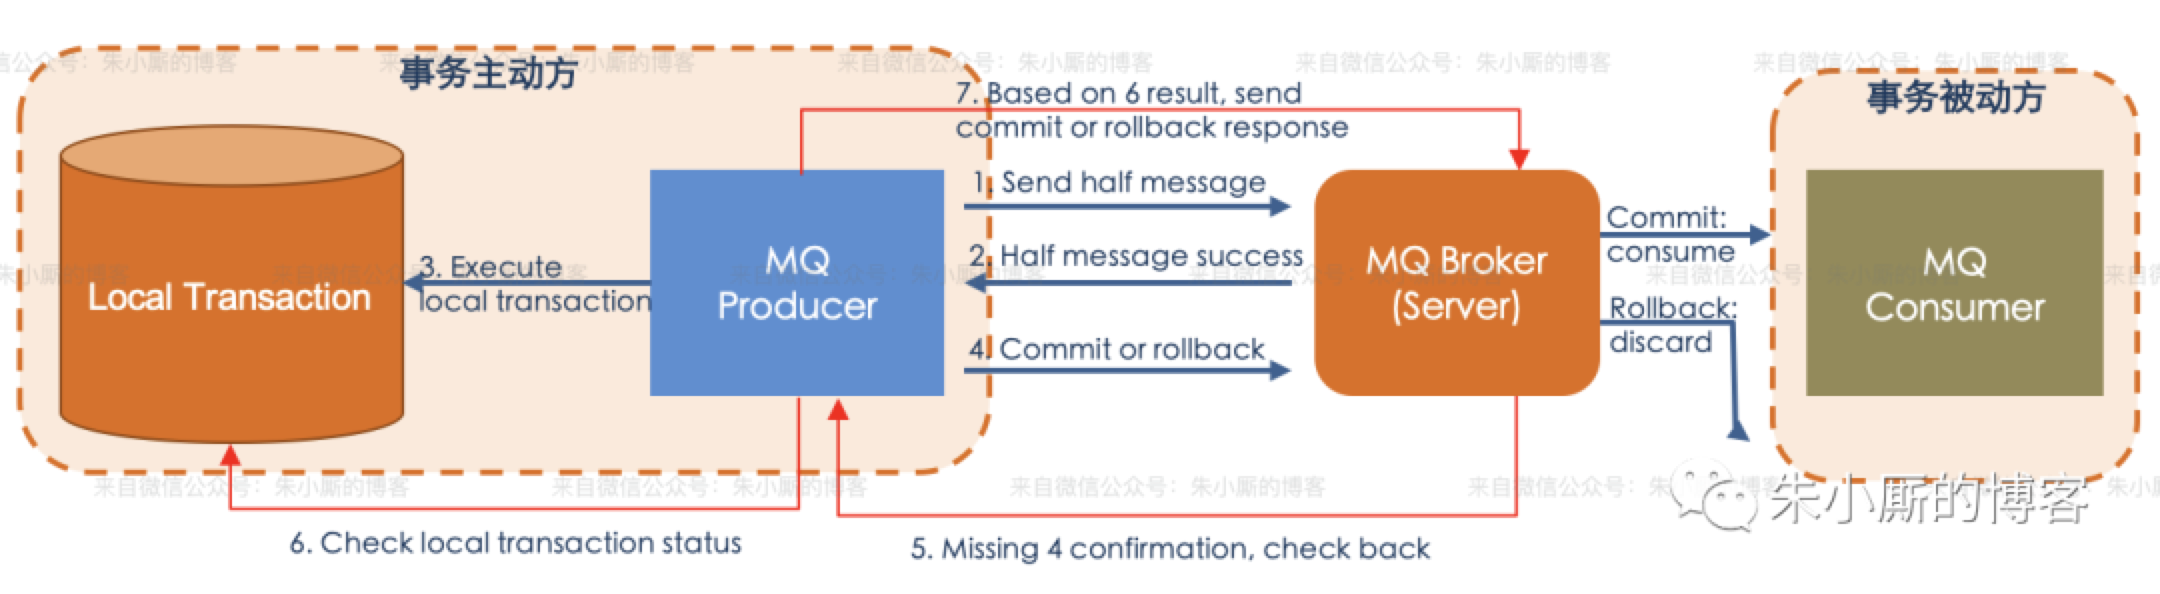 事务主动方
事务被动方
7. Based on 6 result, send
commit or rollback response
1. Send half message
2. Half message success
3. Execute
local transaction
4. Commit or rollback
Local Transaction
MQ
Producer
MQ Broker
(Server)
Commit:
consume
Rollback:
discard
MQ
Consumer
6. Check local transaction status
5. Missing 4 confirmation, check back
朱小厮的博客
来自微信公众号：朱小厮的博客